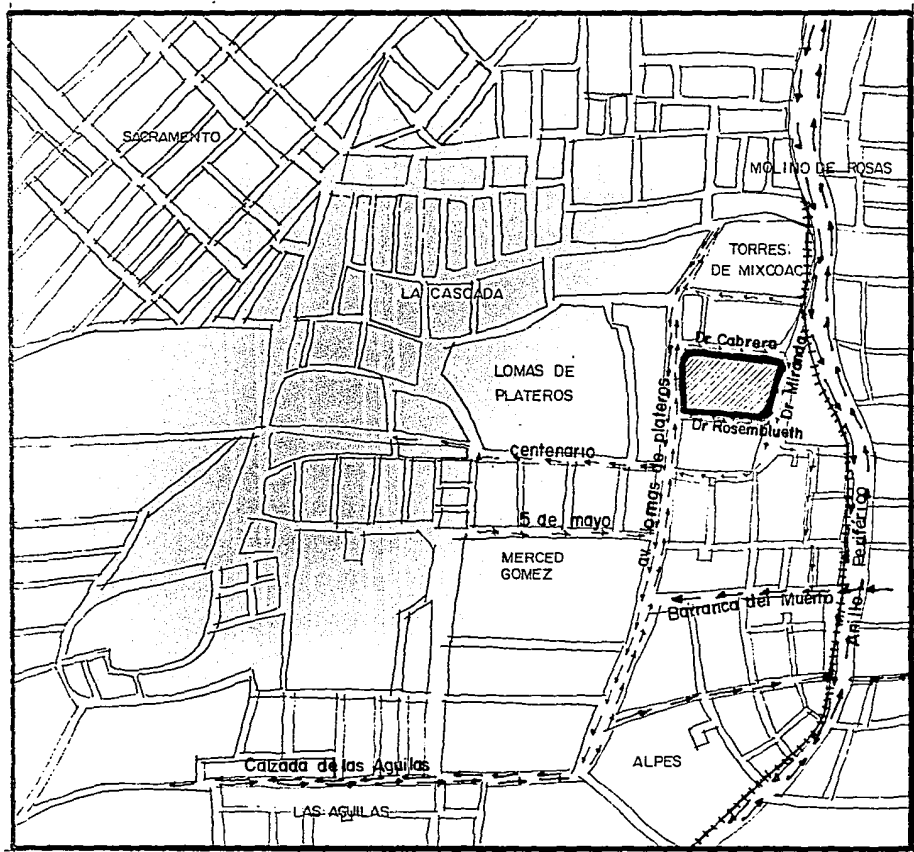 SACRAMENTO
MOLINO DE ROSAS
TORRES
DE MIXCOAC
LA CASCADA
Dr Cabrera
LOMAS DE
PLATEROS
Dr Miranda
Dr Rosemblueth
av lomas de plateros
centenario
5 de mayo
MERCED
GOMEZ
Anillo Periferico
Barranca del Muerto
Calzada de las Aguilas
ALPES
LAS AGUILAS